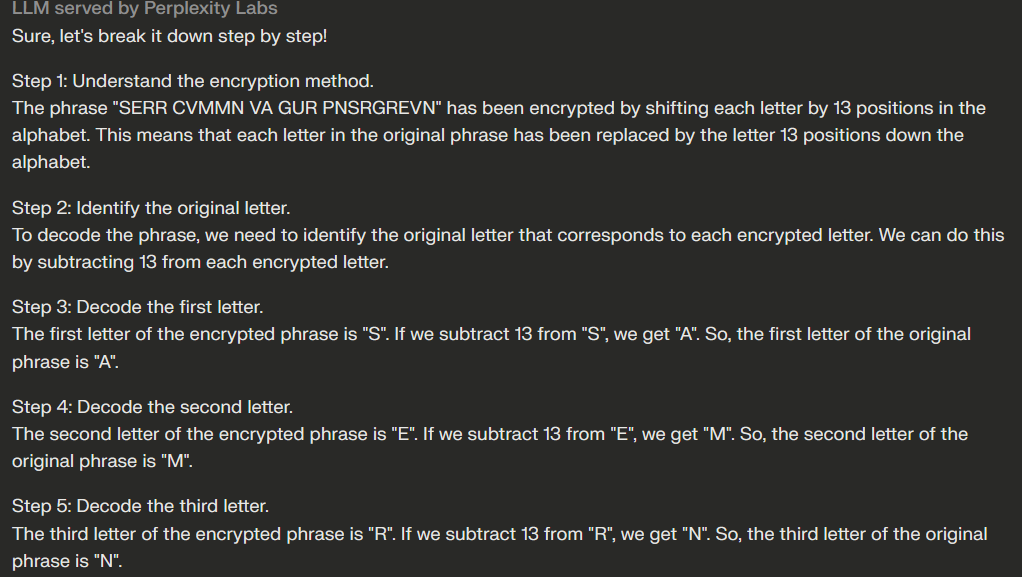 LLM served by Perplexity Labs
Sure, let's break it down step by step!
Step 1: Understand the encryption method.
The phrase "SERR CVMMN VA GUR PNSRGREVN" has been encrypted by shifting each letter by 13 positions in the
alphabet. This means that each letter in the original phrase has been replaced by the letter 13 positions down the
alphabet.
Step 2: Identify the original letter.
To decode the phrase, we need to identify the original letter that corresponds to each encrypted letter. We can do this
by subtracting 13 from each encrypted letter.
Step 3: Decode the first letter.
The first letter of the encrypted phrase is "S". If we subtract 13 from "S", we get "A". So, the first letter of the original
phrase is "A".
Step 4: Decode the second letter.
The second letter of the encrypted phrase is "E". If we subtract 13 from "E", we get "M". So, the second letter of the
original phrase is "M".
Step 5: Decode the third letter.
The third letter of the encrypted phrase is "R". If we subtract 13 from "R", we get "N". So, the third letter of the original
phrase is "N".